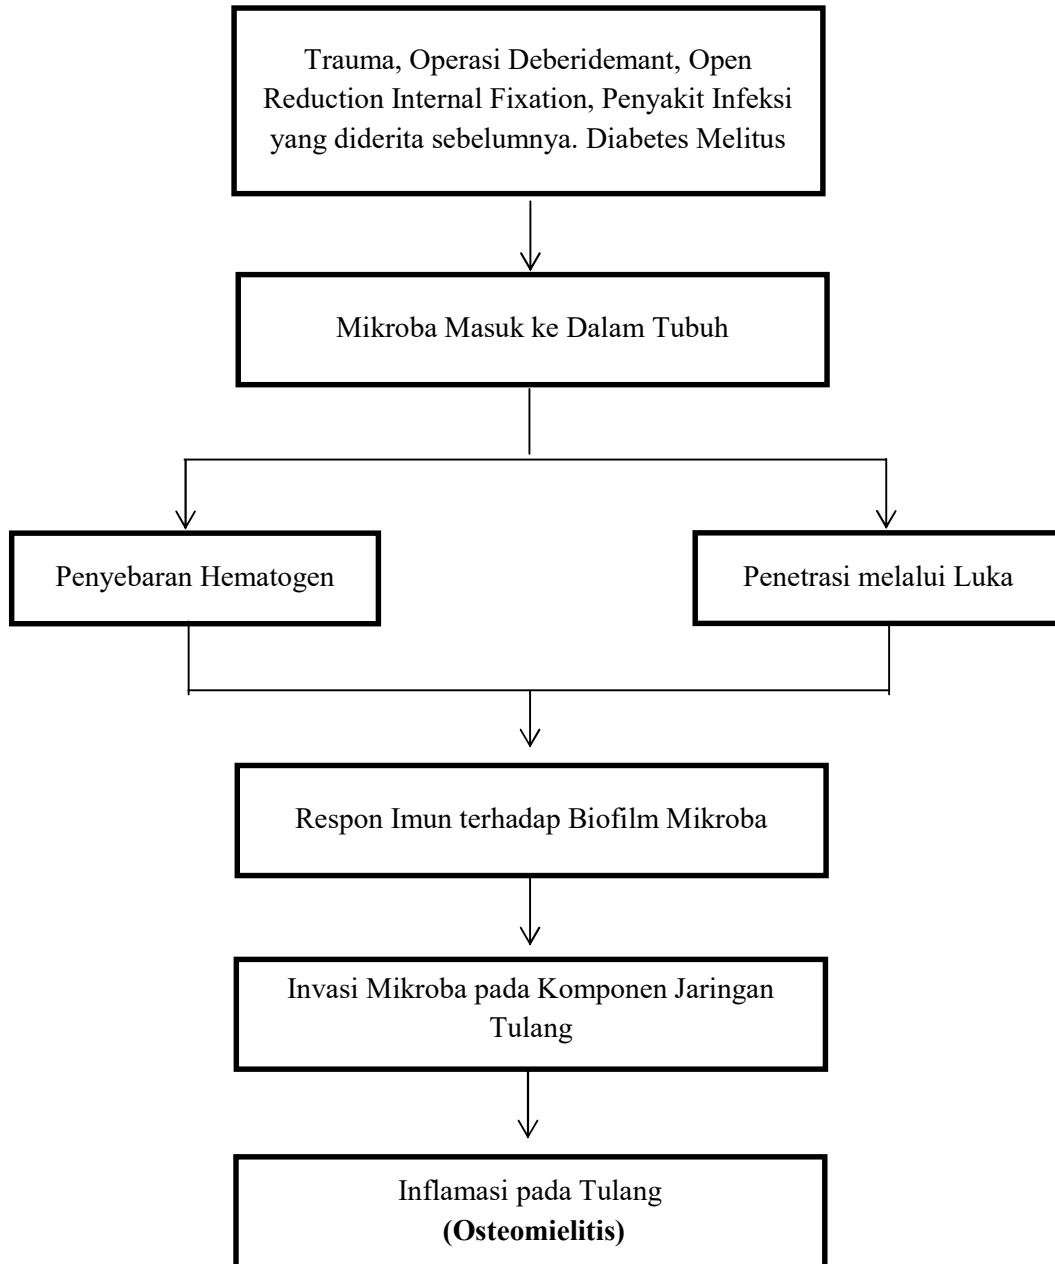 Trauma, Operasi Deberidemant, Open
Reduction Internal Fixation, Penyakit Infeksi
yang diderita sebelumnya. Diabetes Melitus
Mikroba Masuk ke Dalam Tubuh
Penyebaran Hematogen
Penetrasi melalui Luka
Respon Imun terhadap Biofilm Mikroba
Invasi Mikroba pada Komponen Jaringan
Tulang
Inflamasi pada Tulang
(Osteomielitis)